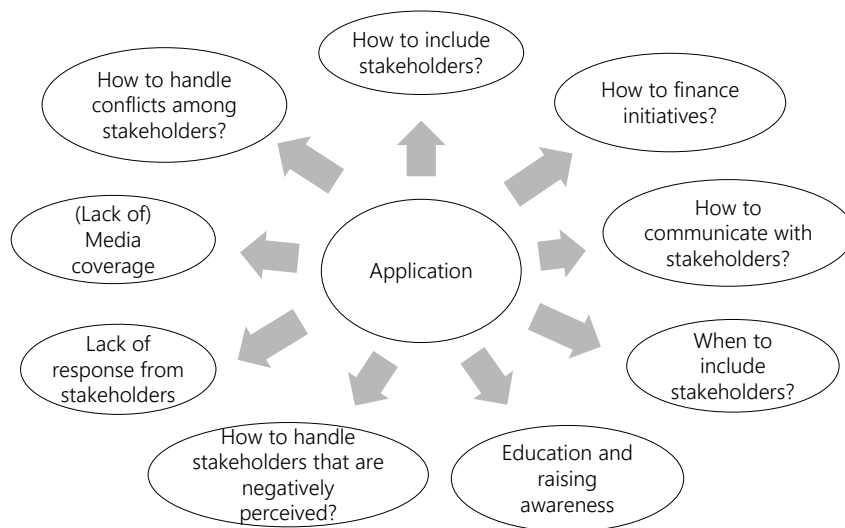 How to include
stakeholders?
How to finance
initiatives?
How to
communicate with
stakeholders?
When to
include
stakeholders?
Education and
raising
awareness
How to handle
stakeholders that are
negatively
perceived?
Lack of
response from
stakeholders
(Lack of)
Media
coverage
How to handle
conflicts among
stakeholders?
Application